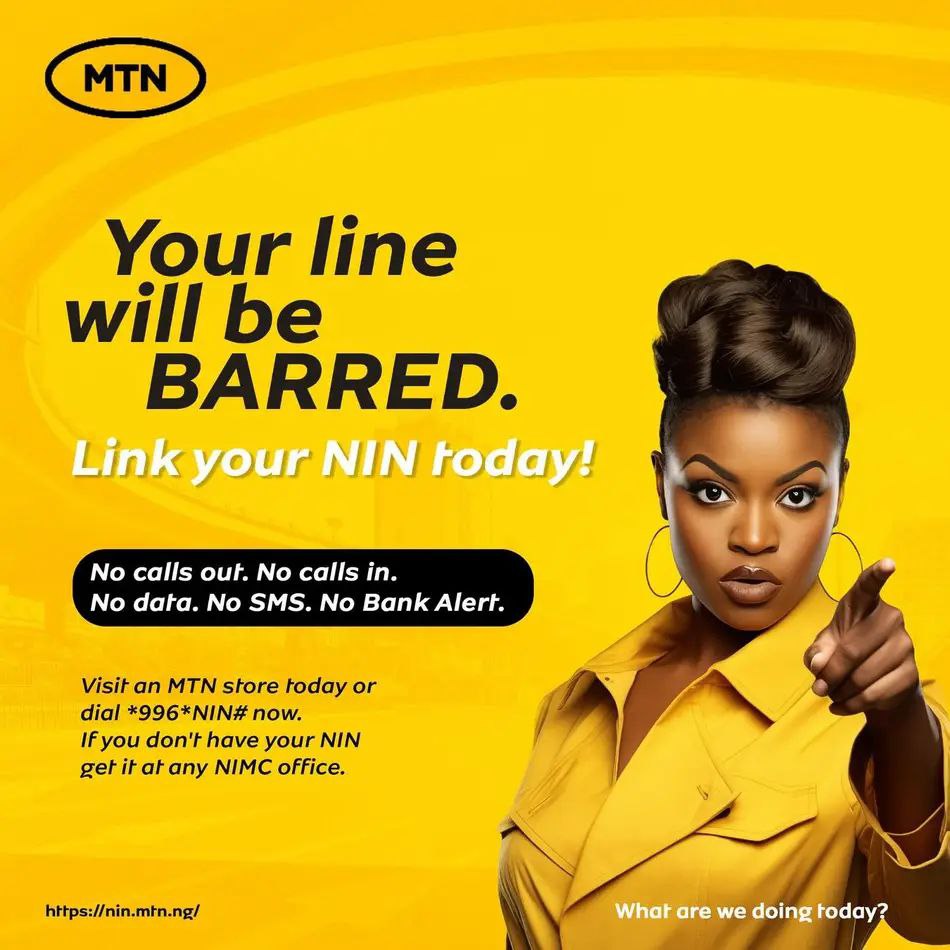 MTN
Your line
will be
BARRED.
Link your NIN today!
No calls out. No calls in.
No data. No SMS. No Bank Alert.
Visit an MTN store today or
dial *996*NIN# now.
If you don't have your NIN
get it at any NIMC office.
https://nin.mtn.ng/
What are we doing today?